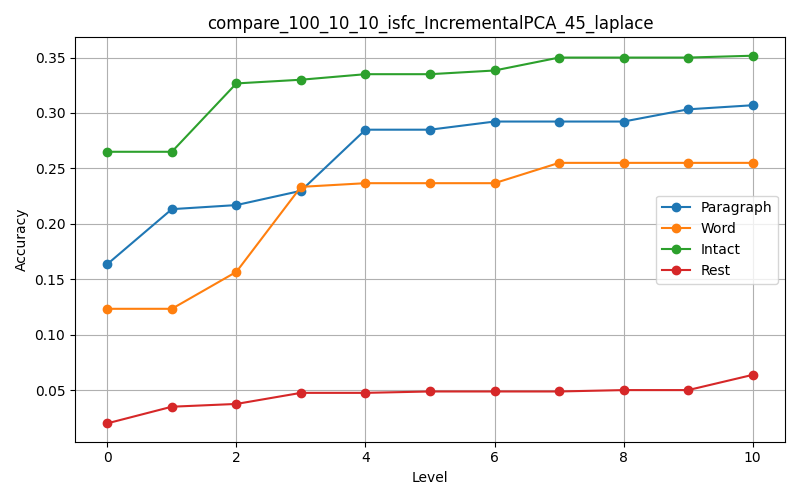 compare_100_10_10_isfc_IncrementalPCA_45_laplace
0.35
0.30
0.25
0.20
0.15
0.10
0.05
Accuracy
Paragraph
Word
Intact
Rest
0 2 4 6 8 10
Level